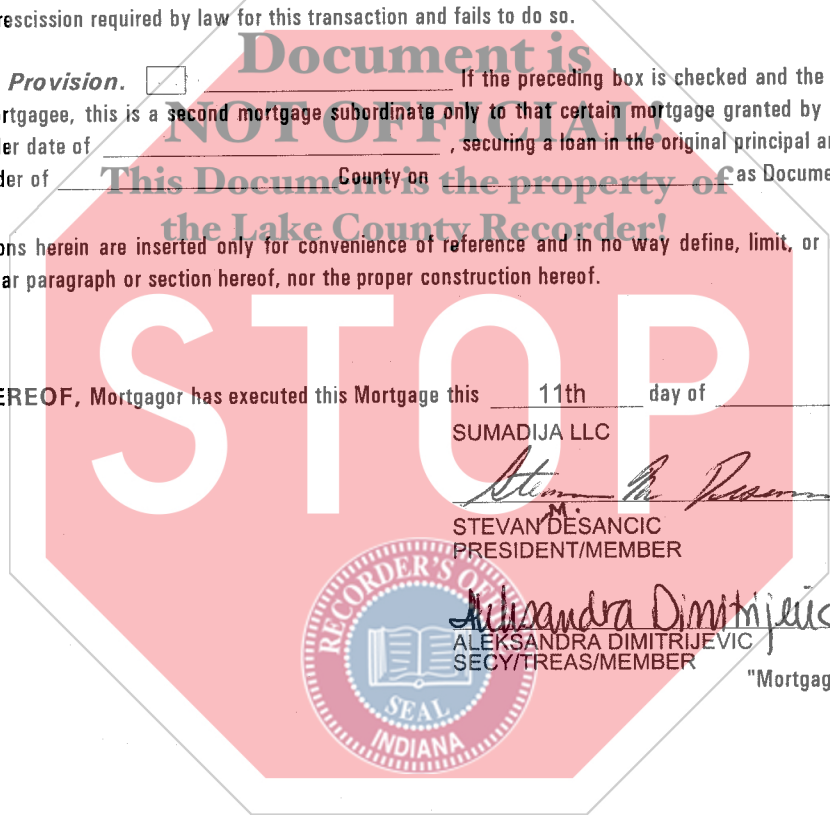 rescission required by law for this transaction and fails to do so.
Document is
Provision. If the preceding box is checked and the
rtgagee, this is a second mortgage subordinate only to that certain mortgage granted by
NOT OFFICIAL!
der date of , securing a loan in the original principal a
der of County on as Docume
This Document is the property of
the Lake County Recorder!
ons herein are inserted only for convenience of reference and in no way define, limit, or
ar paragraph or section hereof, nor the proper construction hereof.
STOP
EREOF, Mortgagor has executed this Mortgage this 11th day of
SUMADIJA LLC
M.
STEVAN DESANCIC
PRESIDENT/MEMBER
Aleksandra Dimitrijevic
ALEKSANDRA DIMITRIJEVIC
SECY/TREAS/MEMBER
"Mortgag
RECORDER'S OF
SEAL
INDIANA